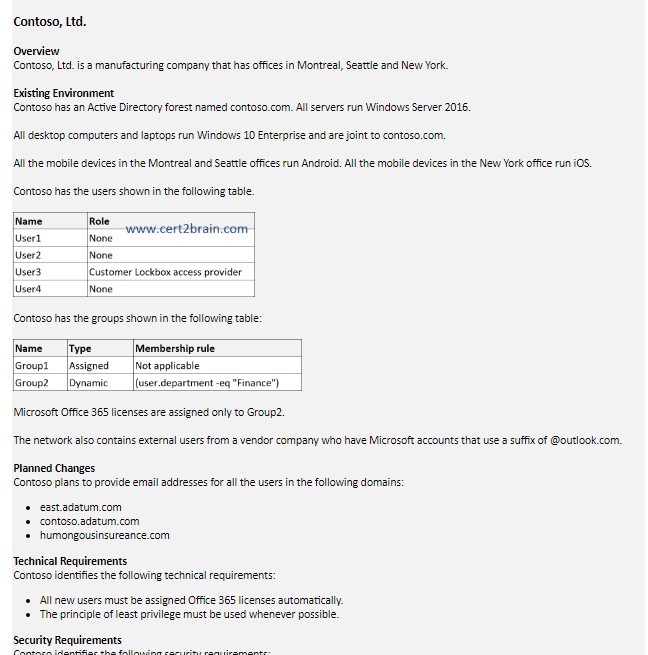 Contoso, Ltd.
Overview
Contoso, Ltd. is a manufacturing company that has offices in Montreal, Seattle and New York.
Existing Environment
Contoso has an Active Directory forest named contoso.com. All servers run Windows Server 2016.
All desktop computers and laptops run Windows 10 Enterprise and are joint to contoso.com.
All the mobile devices in the Montreal and Seattle offices run Android. All the mobile devices in the New York office run iOS.
Contoso has the users shown in the following table.
Name Role
www.cert2brain.com
User1 None
User2 None
User3 Customer Lockbox access provider
User4 None
Contoso has the groups shown in the following table:
Name Type Membership rule
Group1 Assigned Not applicable
Group2 Dynamic (user.department -eq "Finance")
Microsoft Office 365 licenses are assigned only to Group2.
The network also contains external users from a vendor company who have Microsoft accounts that use a suffix of @outlook.com.
Planned Changes
Contoso plans to provide email addresses for all the users in the following domains:
• east.adatum.com
• contoso.adatum.com
• humongousinsureance.com
Technical Requirements
Contoso identifies the following technical requirements:
• All new users must be assigned Office 365 licenses automatically.
• The principle of least privilege must be used whenever possible.
Security Requirements
Contoso identifies the following security requirements: